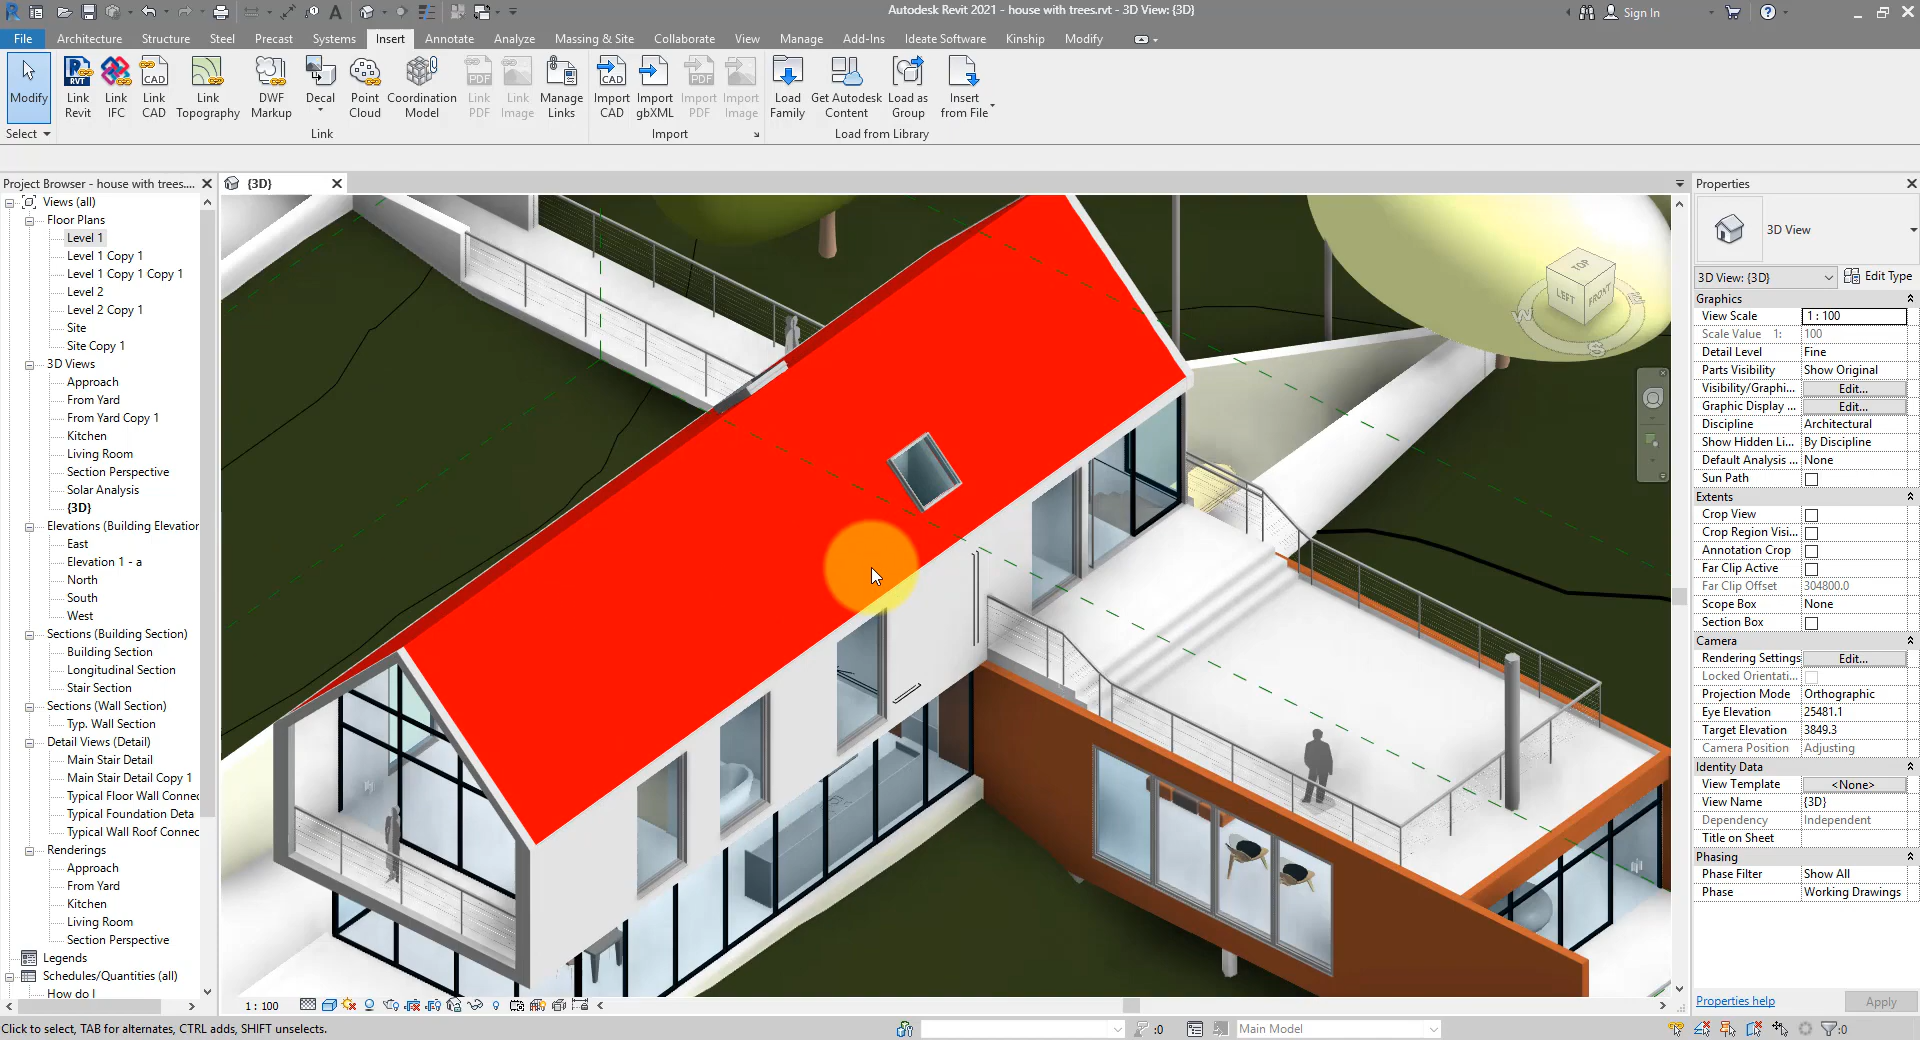 Autodesk Revit 2021 - house with trees.rvt - 3D View: {3D}
Sign In
File Architecture Structure Steel Precast Systems Insert Annotate Analyze Massing & Site Collaborate View Manage Add-Ins Ideate Software Kinship Modify
Modify
Link Revit
Link IFC
Link CAD
Link Topography
DWF Markup
Decal
Point Cloud
Coordination Model
Link PDF
Link Image
Manage Links
Import CAD
Import gbXML
Import PDF
Import Image
Load Family
Get Autodesk Content
Load as Group
Insert from File
Select
Link
Import
Load from Library
Project Browser - house with trees....
Views (all)
Floor Plans
Level 1
Level 1 Copy 1
Level 1 Copy 1 Copy 1
Level 2
Level 2 Copy 1
Site
Site Copy 1
3D Views
Approach
From Yard
From Yard Copy 1
Kitchen
Living Room
Section Perspective
Solar Analysis
{3D}
Elevations (Building Elevation
East
Elevation 1 - a
North
South
West
Sections (Building Section)
Building Section
Longitudinal Section
Stair Section
Sections (Wall Section)
Typ. Wall Section
Detail Views (Detail)
Main Stair Detail
Main Stair Detail Copy 1
Typical Floor Wall Connec
Typical Foundation Deta
Typical Wall Roof Connec
Renderings
Approach
From Yard
Kitchen
Living Room
Section Perspective
Legends
Schedules/Quantities (all)
How do I
{3D}
TOP
LEFT
FRONT
W
1 : 100
Properties
3D View
3D View: {3D}
Edit Type
Graphics
View Scale 1 : 100
Scale Value 1: 100
Detail Level Fine
Parts Visibility Show Original
Visibility/Graphi... Edit...
Graphic Display ... Edit...
Discipline Architectural
Show Hidden Li... By Discipline
Default Analysis ... None
Sun Path
Extents
Crop View
Crop Region Visi...
Annotation Crop
Far Clip Active
Far Clip Offset 304800.0
Scope Box None
Section Box
Camera
Rendering Settings Edit...
Locked Orientati...
Projection Mode Orthographic
Eye Elevation 25481.1
Target Elevation 3849.3
Camera Position Adjusting
Identity Data
View Template <None>
View Name {3D}
Dependency Independent
Title on Sheet
Phasing
Phase Filter Show All
Phase Working Drawings
Properties help
Apply
Click to select, TAB for alternates, CTRL adds, SHIFT unselects.
:0
Main Model
:0